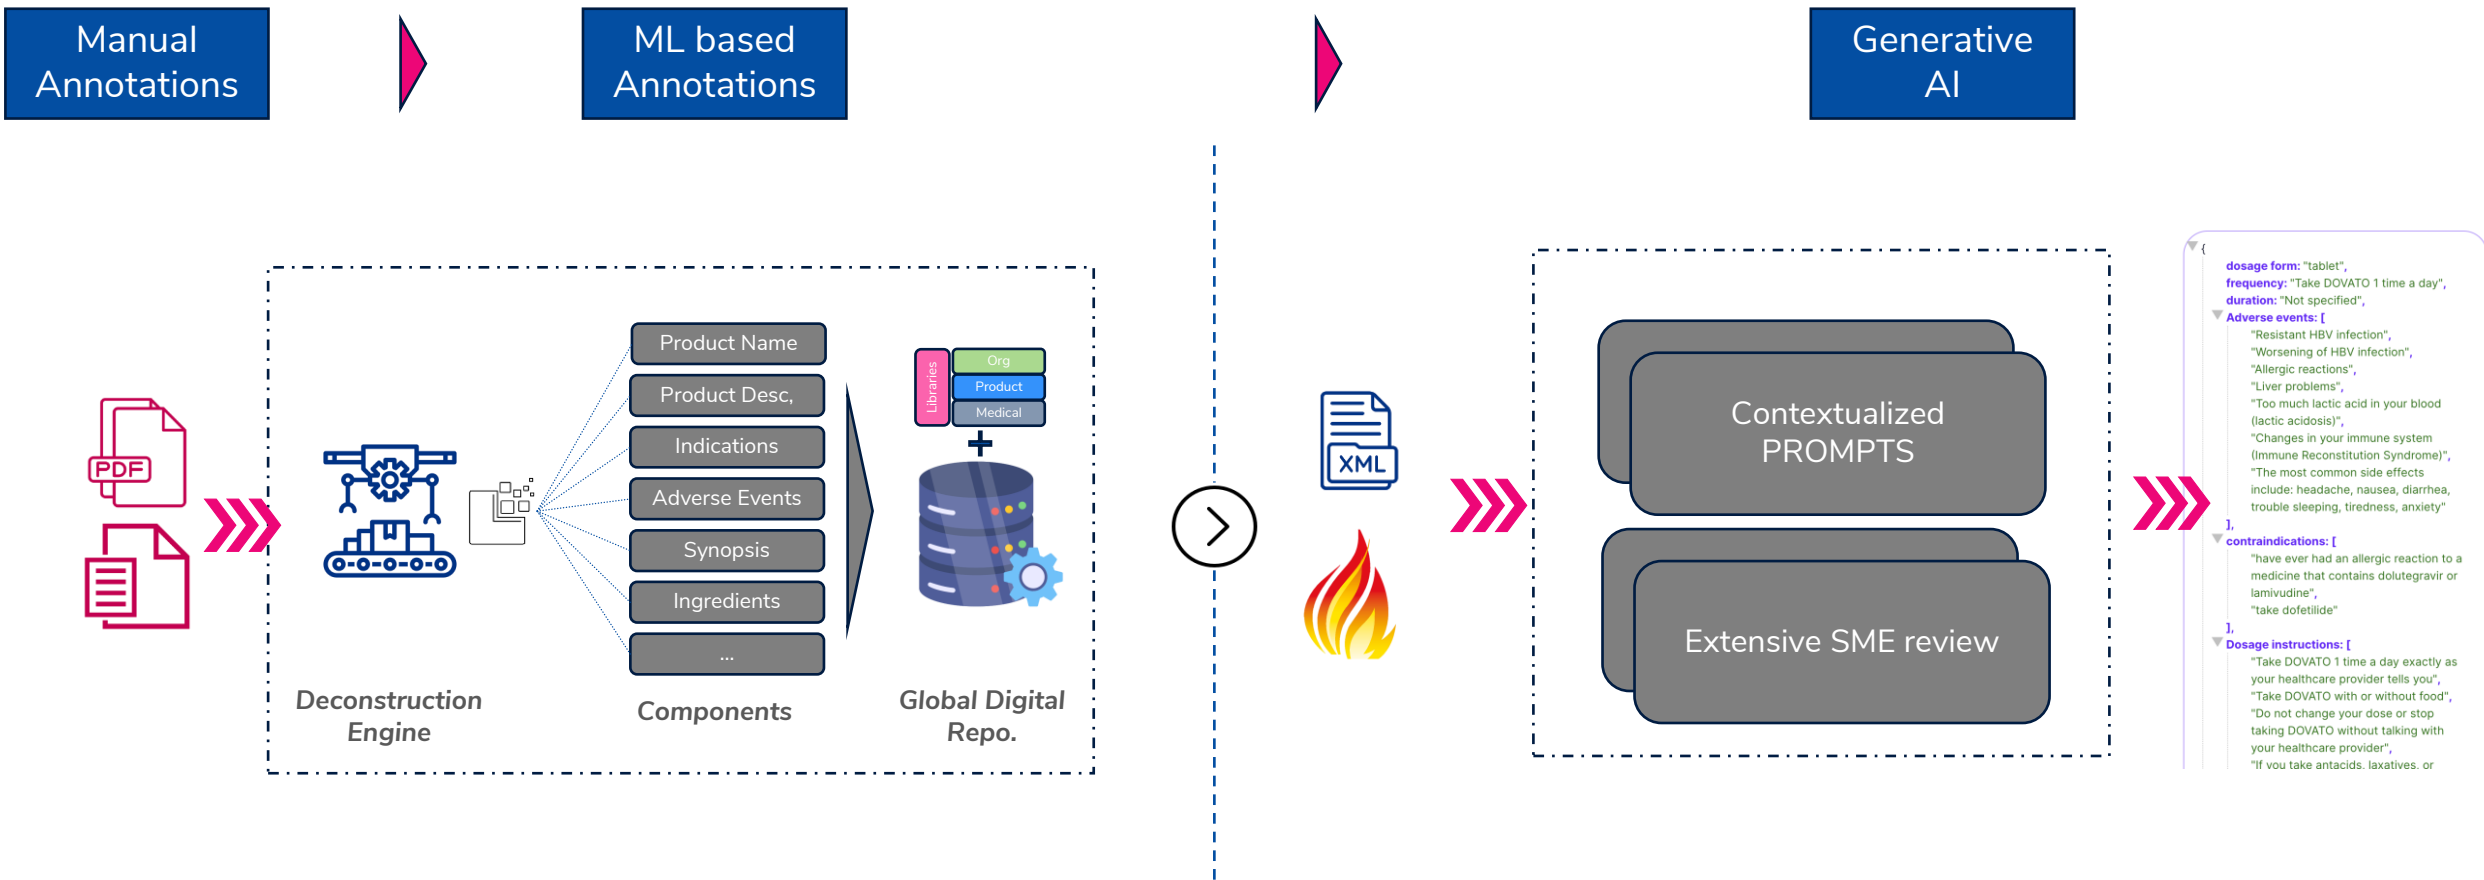 Manual
Annotations
ML based
Annotations
Generative
AI
PDF
Deconstruction
Engine
Product Name
Product Desc,
Indications
Adverse Events
Synopsis
Ingredients
...
Components
Libraries
Org
Product
Medical
Global Digital
Repo.
XML
Contextualized
PROMPTS
Extensive SME review
{
dosage form: "tablet",
frequency: "Take DOVATO 1 time a day",
duration: "Not specified",
Adverse events: [
"Resistant HBV infection",
"Worsening of HBV infection",
"Allergic reactions",
"Liver problems",
"Too much lactic acid in your blood
(lactic acidosis)",
"Changes in your immune system
(Immune Reconstitution Syndrome)",
"The most common side effects
include: headache, nausea, diarrhea,
trouble sleeping, tiredness, anxiety"
],
contraindications: [
"have ever had an allergic reaction to a
medicine that contains dolutegravir or
lamivudine",
"take dofetilide"
],
Dosage instructions: [
"Take DOVATO 1 time a day exactly as
your healthcare provider tells you",
"Take DOVATO with or without food",
"Do not change your dose or stop
taking DOVATO without talking with
your healthcare provider",
"If you take antacids, laxatives, or